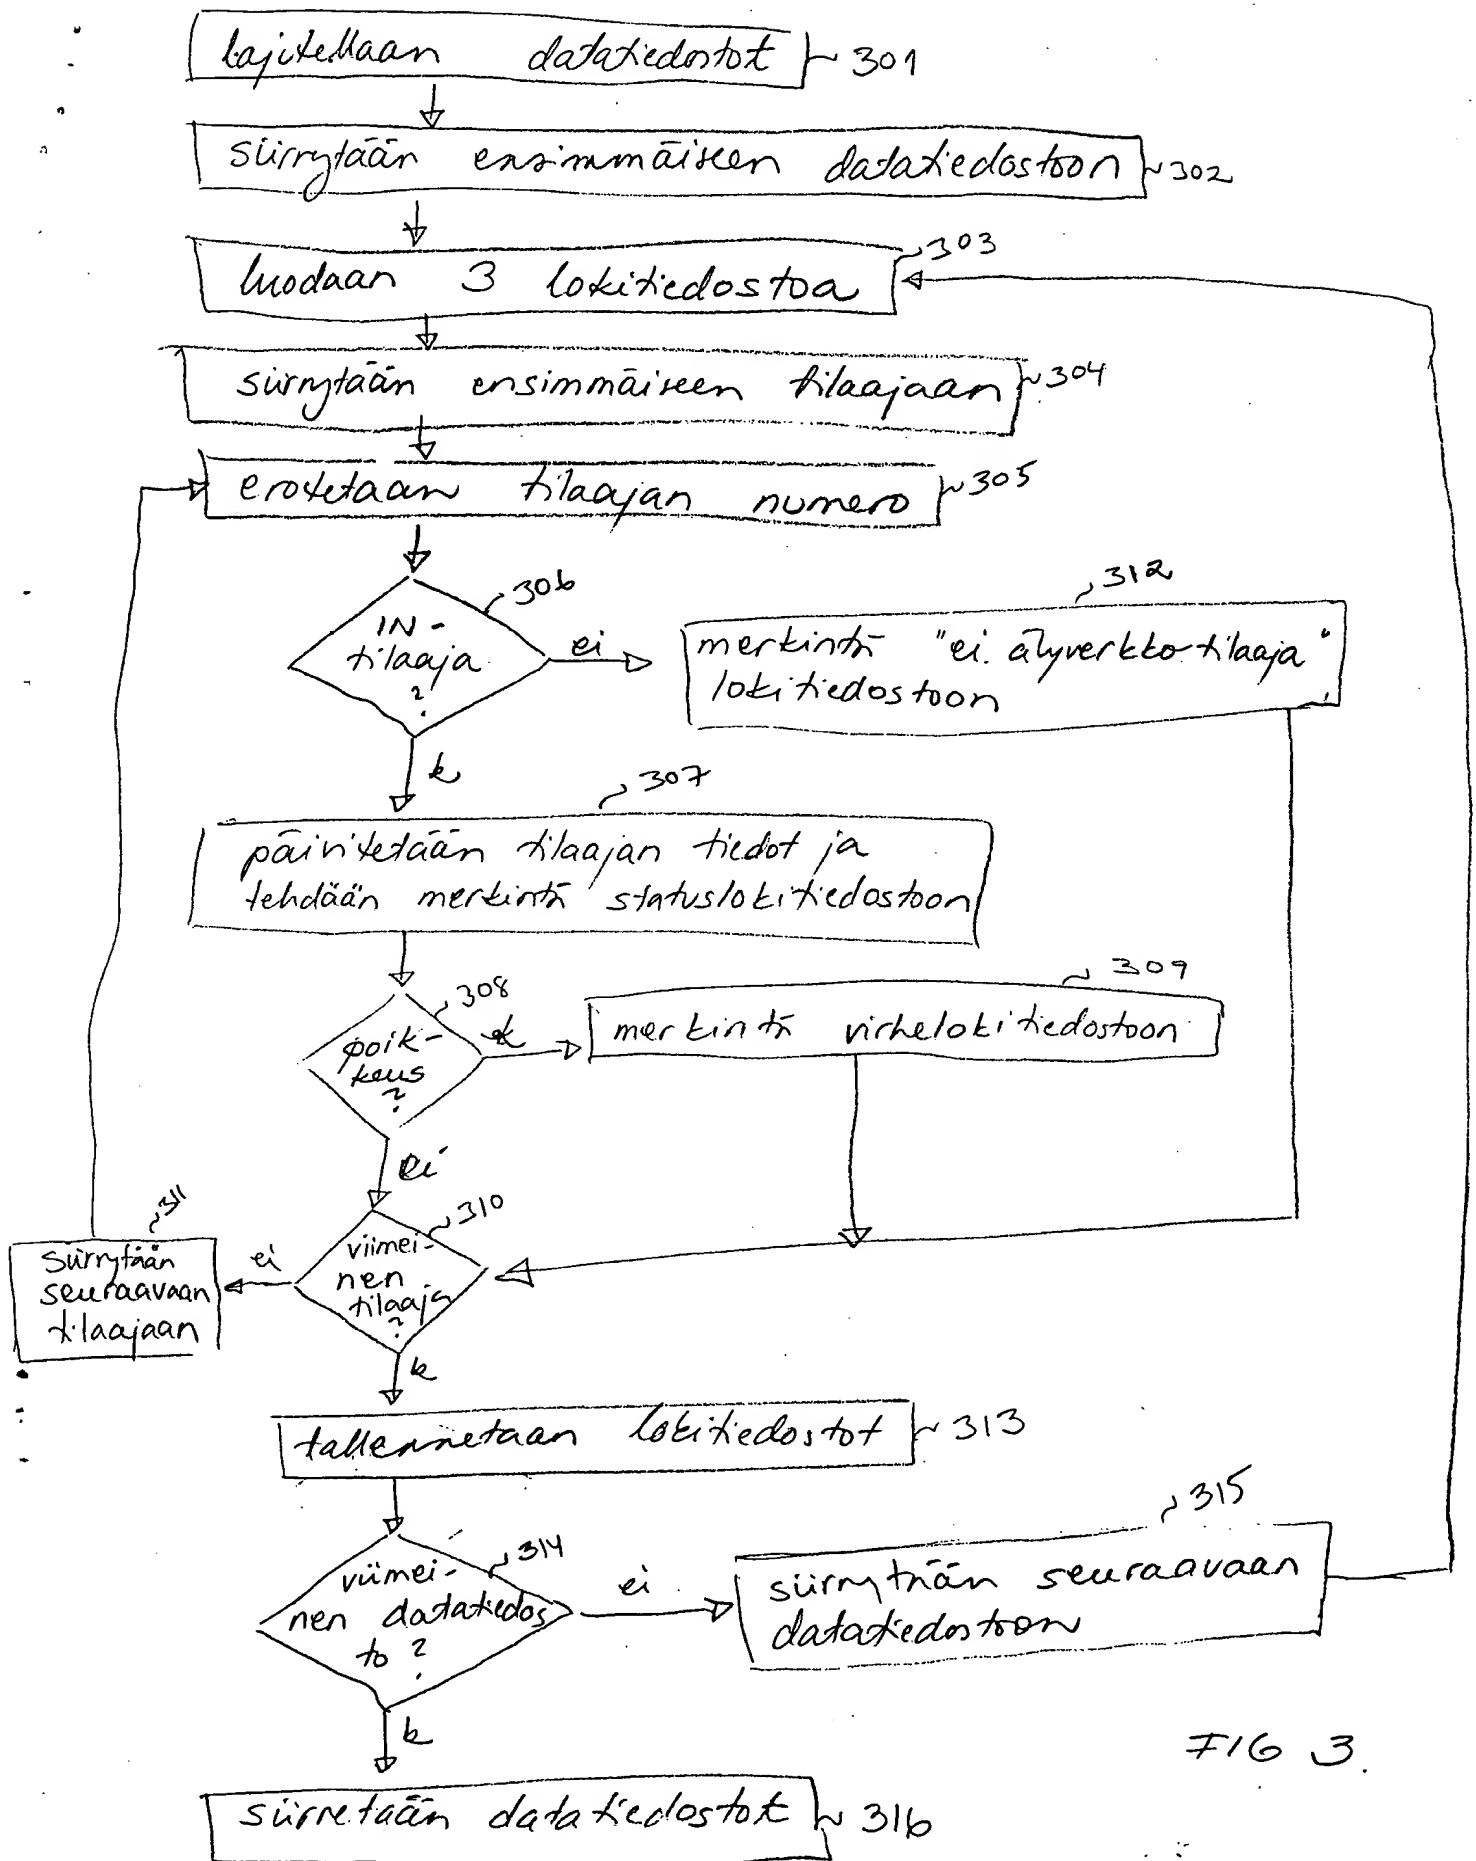 lajitellaan datatiedostot 301
siirrytään ensimmäiseen datatiedostoon 302
303
luodaan 3 lokitiedostoa
siirrytään ensimmäiseen tilaajaan 304
erotetaan tilaajan numero 305
306
IN-
tilaaja
?
ei
312
merkintä "ei älyverkkotilaaja"
lokitiedostoon
k
307
päivitetään tilaajan tiedot ja
tehdään merkintä statuslokitiedostoon
308
poik-
keus
?
k
309
merkintä virhelokitiedostoon
ei
310
viimei-
nen
tilaaja
?
ei
311
siirrytään
seuraavaan
tilaajaan
k
tallennetaan lokitiedostot 313
314
viimei-
nen datatiedos
to ?
ei
315
siirrytään seuraavaan
datatiedostoon
k
siirretään datatiedostot 316
FIG 3.